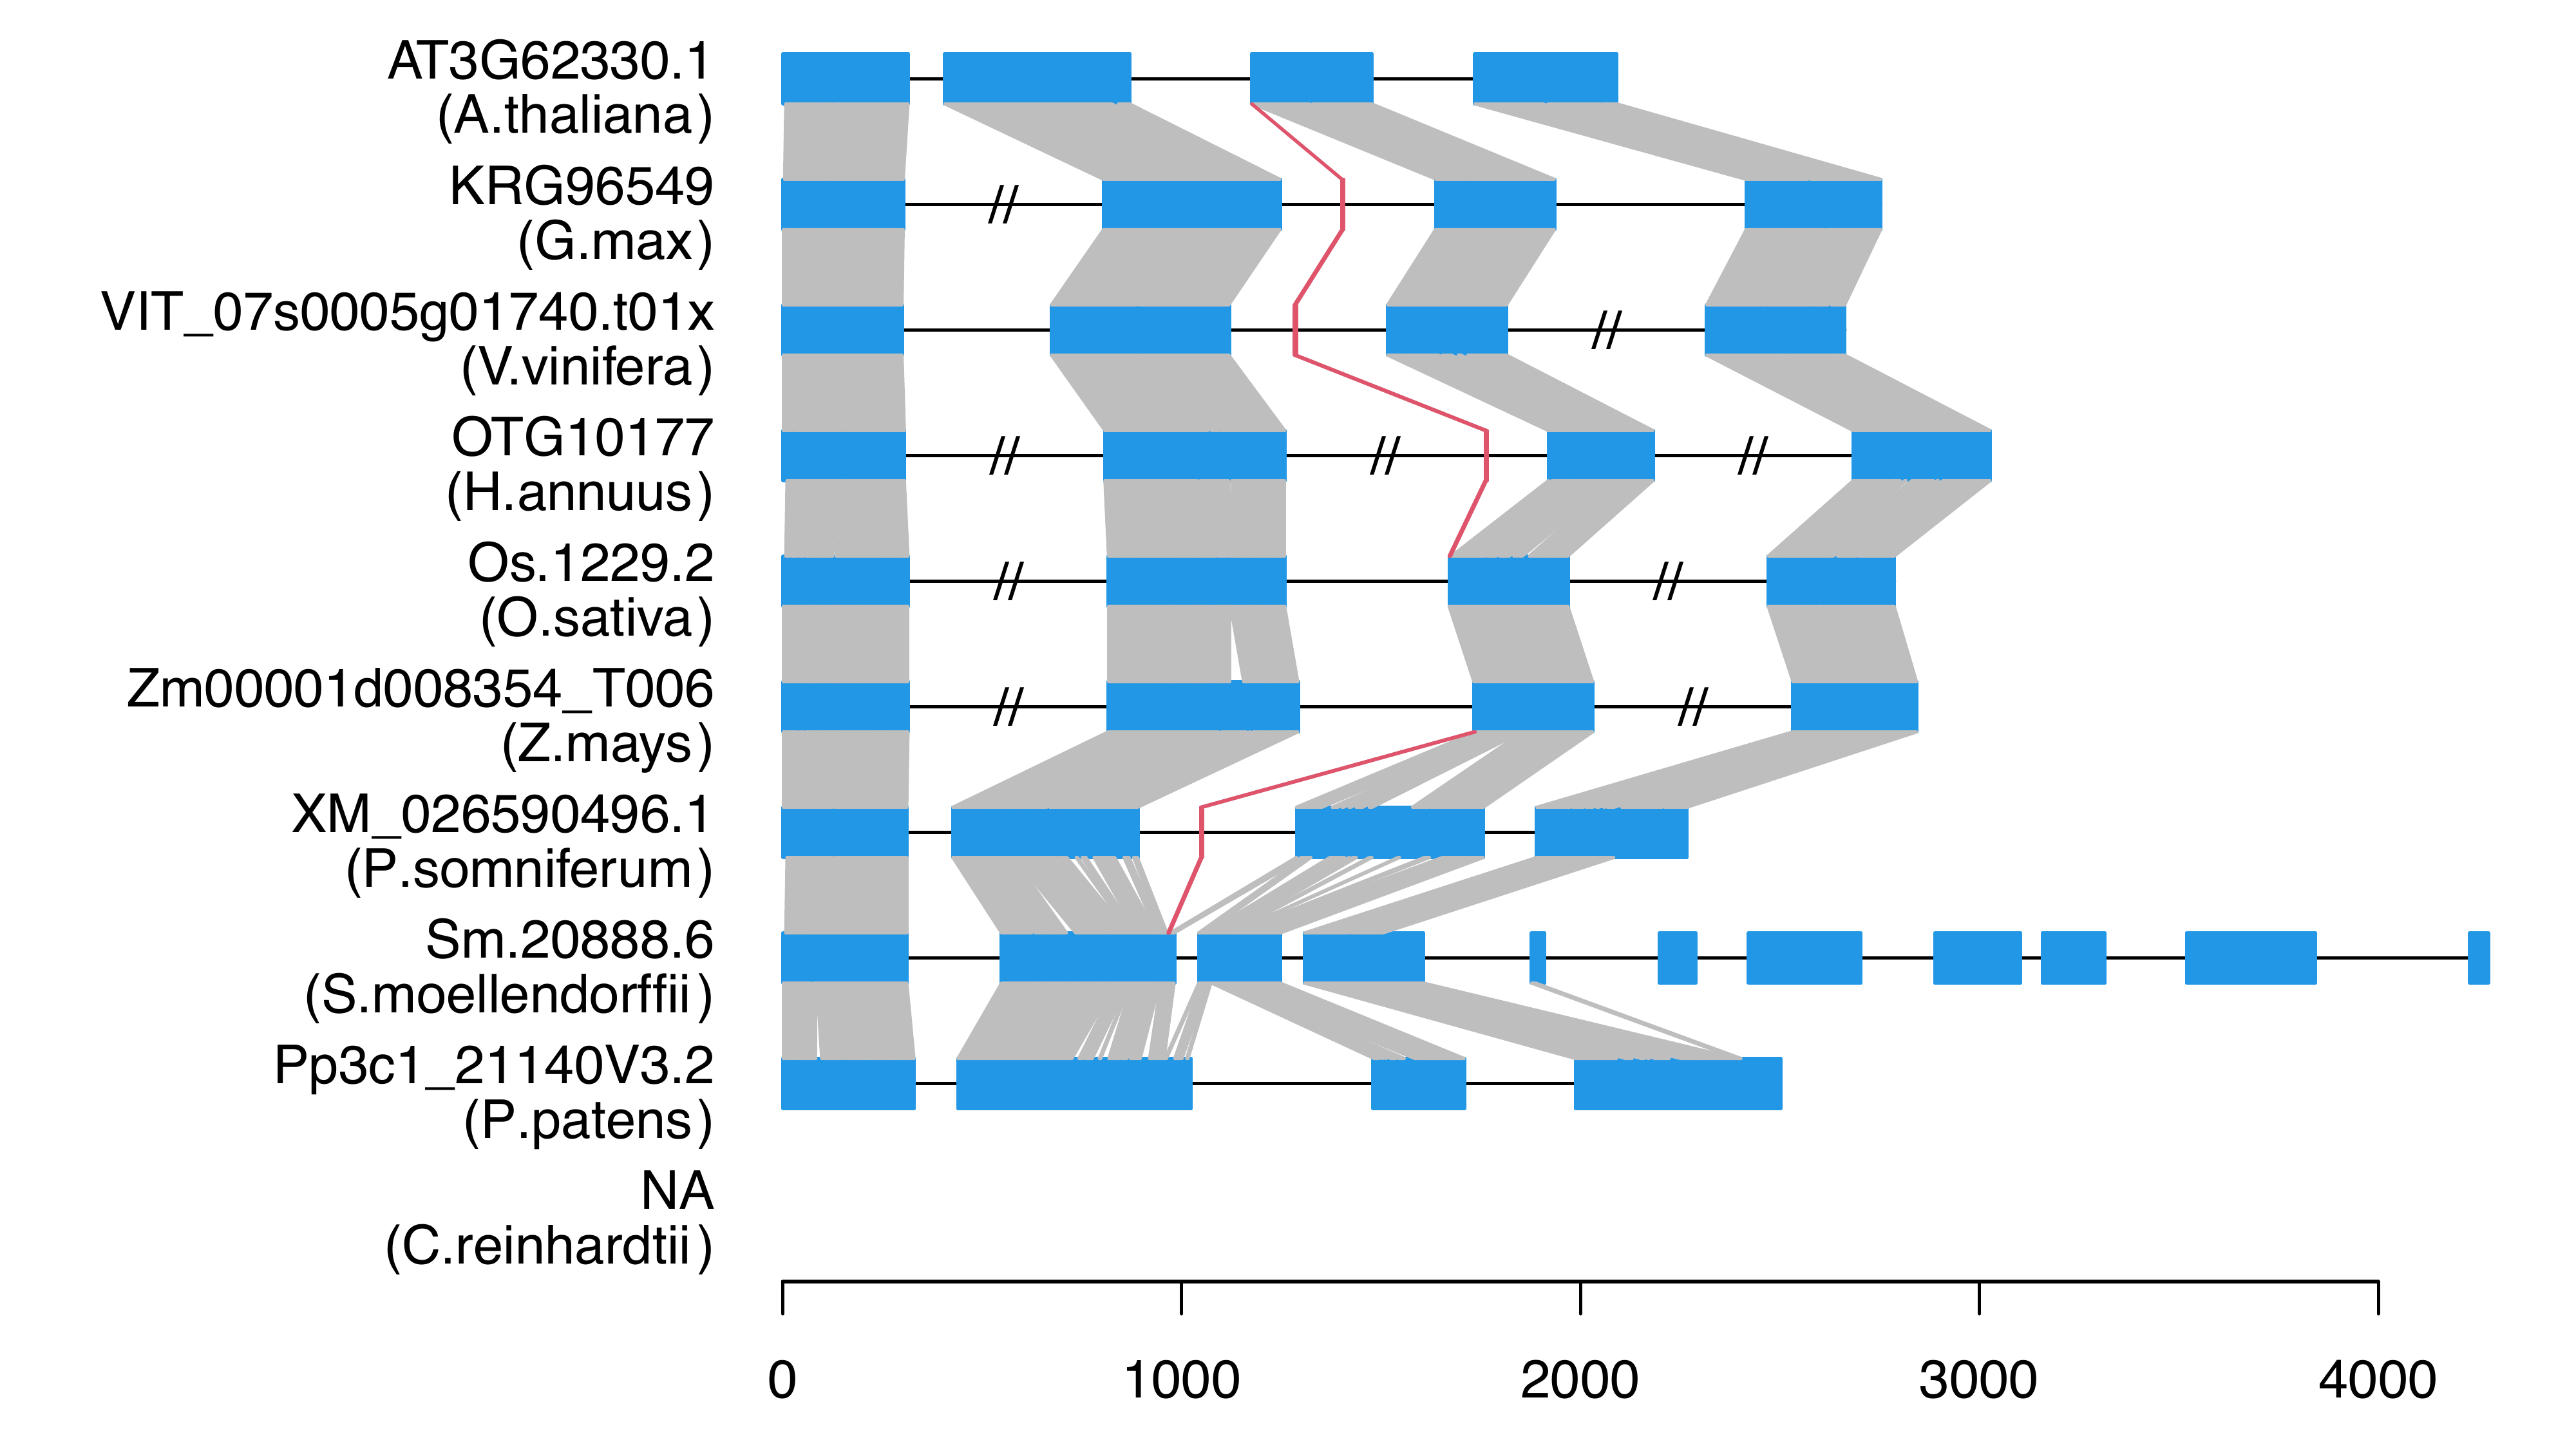 AT3G62330.1
(A.thaliana)
KRG96549
(G.max)
VIT_07s0005g01740.t01x
(V.vinifera)
OTG10177
(H.annuus)
Os.1229.2
(O.sativa)
Zm00001d008354_T006
(Z.mays)
XM_026590496.1
(P.somniferum)
Sm.20888.6
(S.moellendorffii)
Pp3c1_21140V3.2
(P.patens)
NA
(C.reinhardtii)
0 1000 2000 3000 4000